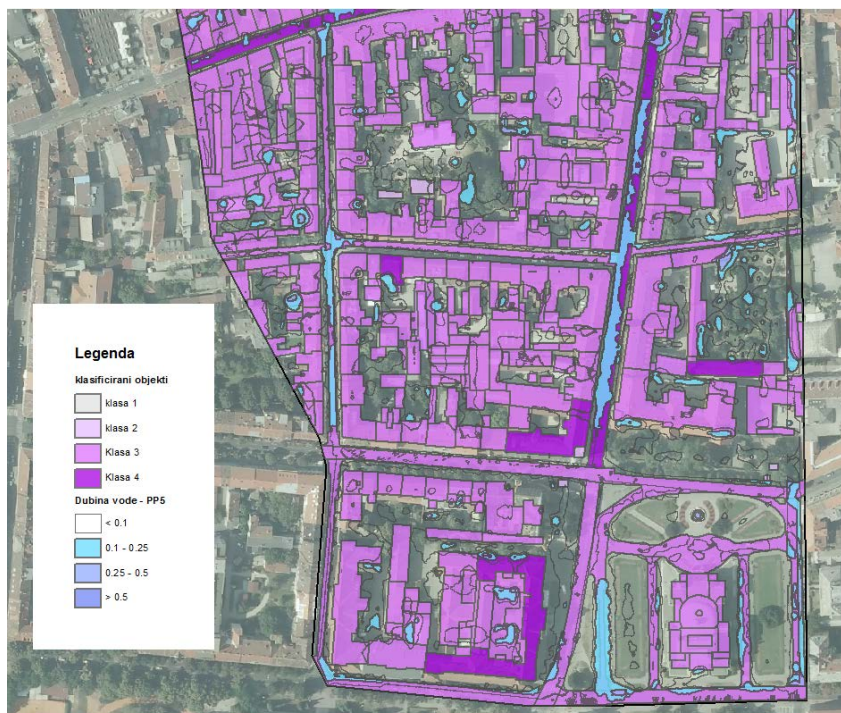 Legenda
klasificirani objekti
klasa 1
klasa 2
Klasa 3
Klasa 4
Dubina vode - PP5
< 0.1
0.1 - 0.25
0.25 - 0.5
> 0.5